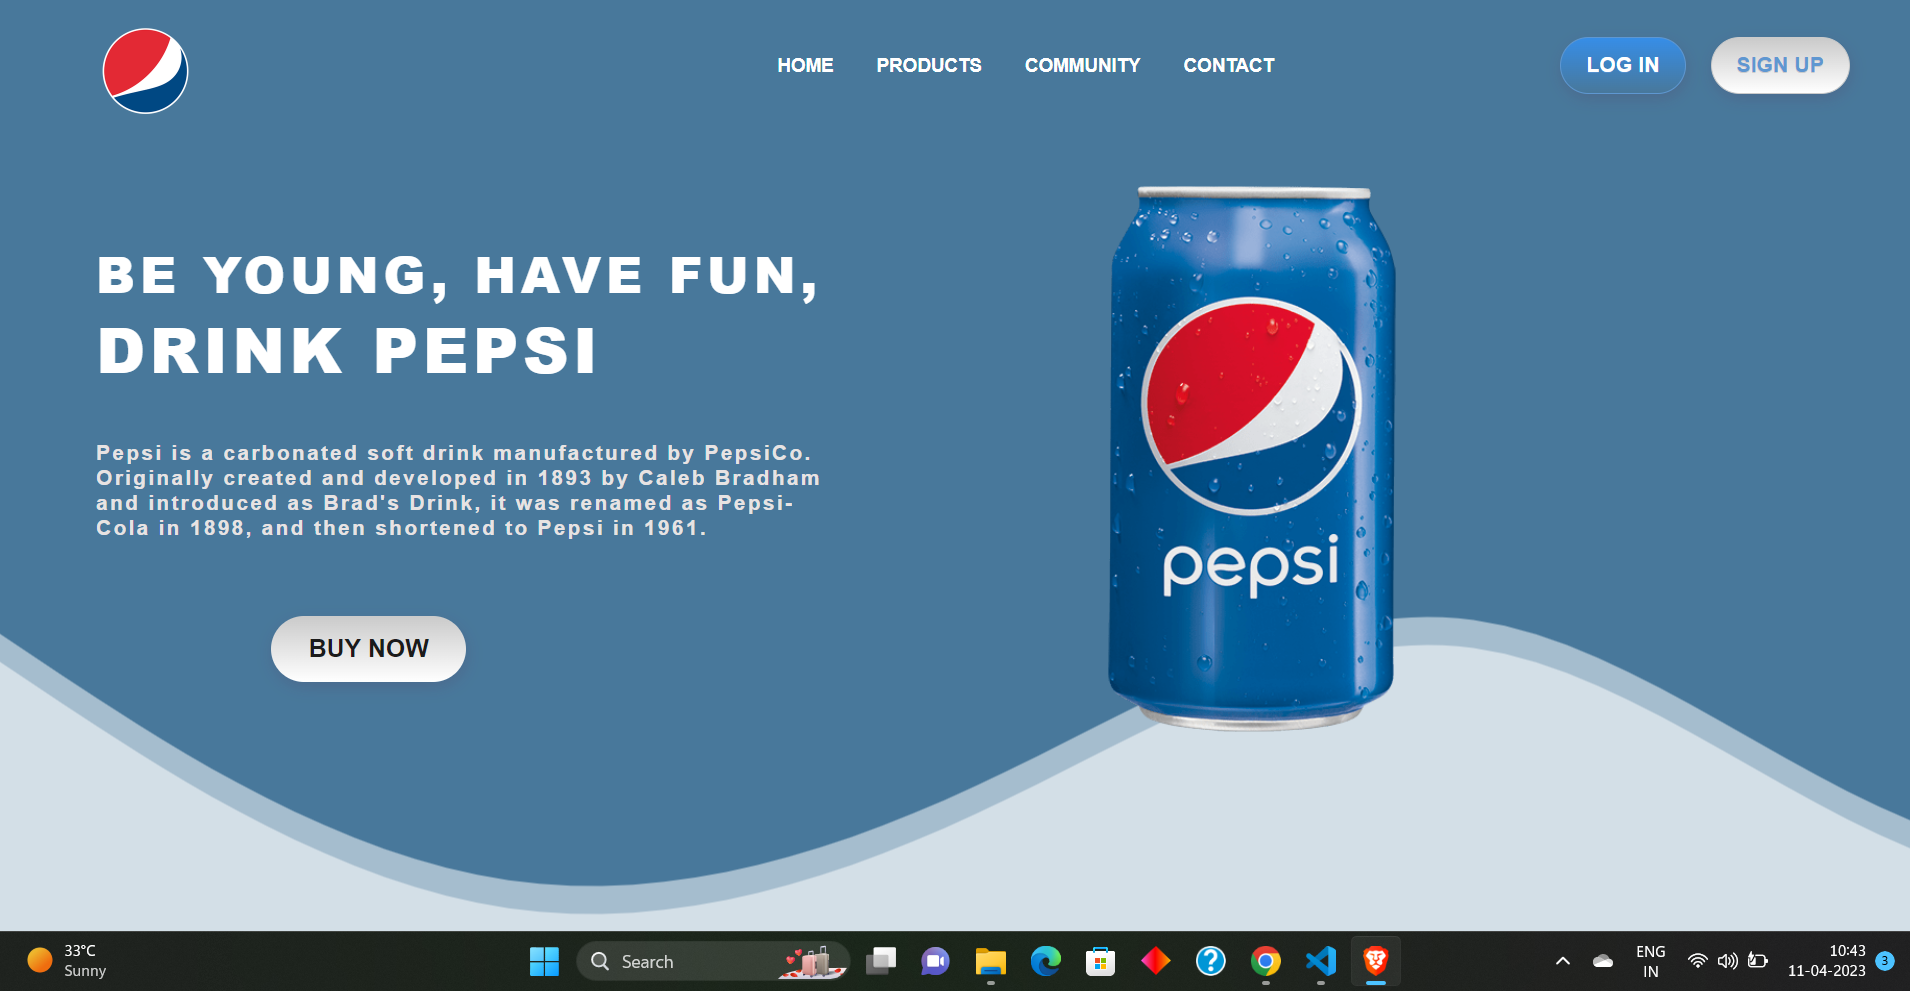 HOME PRODUCTS COMMUNITY CONTACT
LOG IN
SIGN UP
BE YOUNG, HAVE FUN,
DRINK PEPSI
Pepsi is a carbonated soft drink manufactured by PepsiCo.
Originally created and developed in 1893 by Caleb Bradham
and introduced as Brad's Drink, it was renamed as Pepsi-
Cola in 1898, and then shortened to Pepsi in 1961.
BUY NOW
pepsi
33°C
Sunny
Search
ENG
IN
10:43
11-04-2023
3